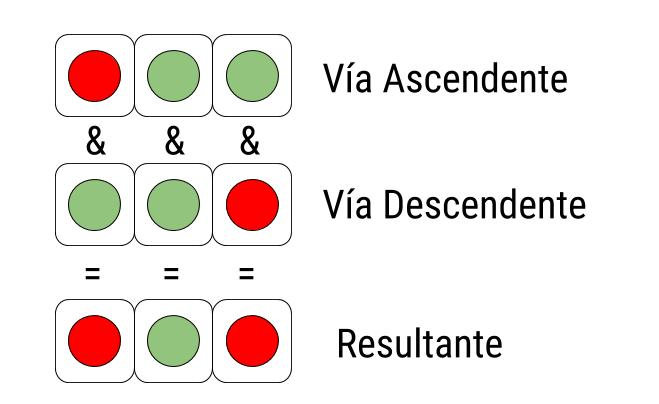 Vía Ascendente
& & &
Vía Descendente
= = =
Resultante